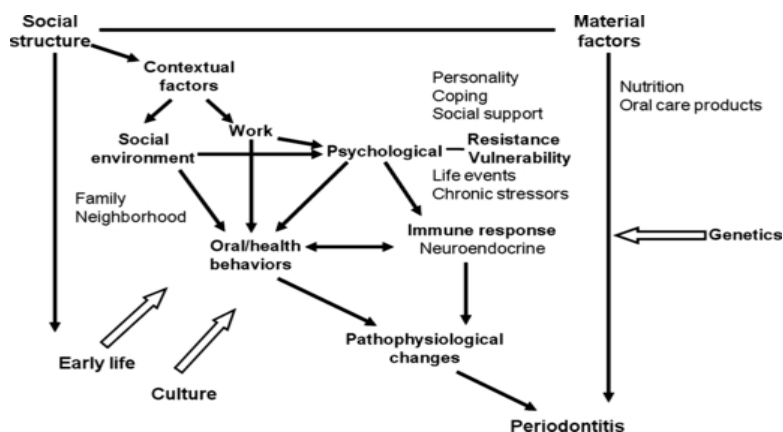 Social
structure
Material
factors
Contextual
factors
Personality
Coping
Social support
Nutrition
Oral care products
Social
environment
Work
Psychological
Resistance
Vulnerability
Life events
Chronic stressors
Family
Neighborhood
Oral/health
behaviors
Immune response
Neuroendocrine
Genetics
Early life
Culture
Pathophysiological
changes
Periodontitis